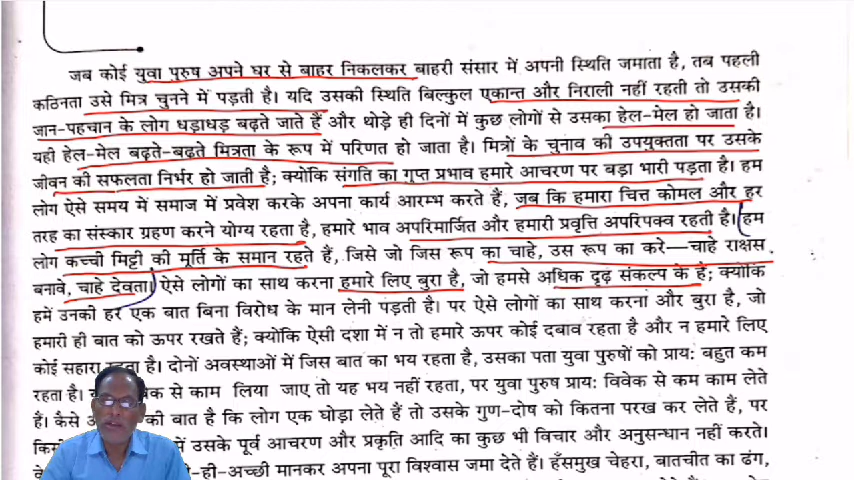 जब कोई युवा पुरुष अपने घर से बाहर निकलकर बाहरी संसार में अपनी स्थिति जमाता है, तब पहली
कठिनता उसे मित्र चुनने में पड़ती है। यदि उसकी स्थिति बिल्कुल एकान्त और निराली नहीं रहती तो उसकी
जान-पहचान के लोग धड़ाधड़ बढ़ते जाते हैं और थोड़े ही दिनों में कुछ लोगों से उसका हेल-मेल हो जाता है।
यही हेल-मेल बढ़ते-बढ़ते मित्रता के रूप में परिणत हो जाता है। मित्रों के चुनाव की उपयुक्तता पर उसके
जीवन की सफलता निर्भर हो जाती है; क्योंकि संगति का गुप्त प्रभाव हमारे आचरण पर बड़ा भारी पड़ता है। हम
लोग ऐसे समय में समाज में प्रवेश करके अपना कार्य आरम्भ करते हैं, जब कि हमारा चित्त कोमल और हर
तरह का संस्कार ग्रहण करने योग्य रहता है, हमारे भाव अपरिमार्जित और हमारी प्रवृत्ति अपरिपक्व रहती है। हम
लोग कच्ची मिट्टी की मूर्ति के समान रहते हैं, जिसे जो जिस रूप का चाहे, उस रूप का करे—चाहे राक्षस
बनावे, चाहे देवता। ऐसे लोगों का साथ करना हमारे लिए बुरा है, जो हमसे अधिक दृढ़ संकल्प के है; क्योंकि
हमें उनकी हर एक बात बिना विरोध के मान लेनी पड़ती है। पर ऐसे लोगों का साथ करना और बुरा है, जो
हमारी ही बात को ऊपर रखते हैं; क्योंकि ऐसी दशा में न तो हमारे ऊपर कोई दबाव रहता है और न हमारे लिए
कोई सहारा रहता है। दोनों अवस्थाओं में जिस बात का भय रहता है, उसका पता युवा पुरुषों को प्राय: बहुत कम
रहता है। से काम लिया जाए तो यह भय नहीं रहता, पर युवा पुरुष प्राय: विवेक से कम काम लेते
हैं। कैसे की बात है कि लोग एक घोड़ा लेते हैं तो उसके गुण-दोष को कितना परख कर लेते हैं, पर
में उसके पूर्व आचरण और प्रकृति आदि का कुछ भी विचार और अनुसन्धान नहीं करते।
ही-अच्छी मानकर अपना पूरा विश्वास जमा देते हैं। हँसमुख चेहरा, बातचीत का ढंग,